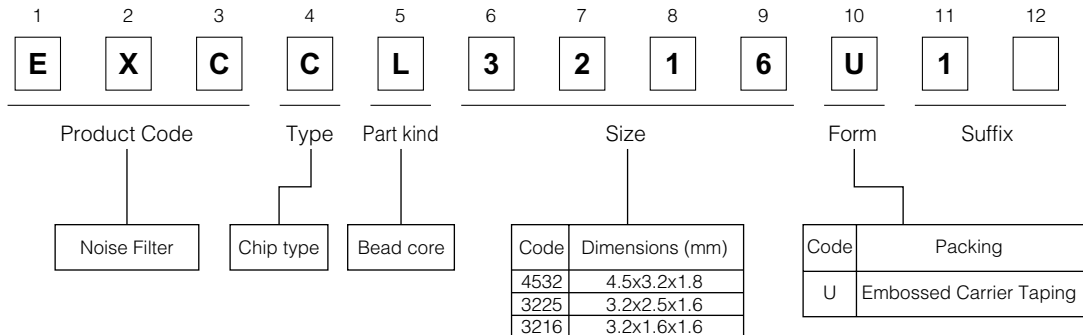 1 2 3 4 5 6 7 8 9 10 11 12
E X C C L 3 2 1 6 U 1
Product Code Type Part kind Size Form Suffix
Noise Filter Chip type Bead core
Code Dimensions (mm)
4532 4.5x3.2x1.8
3225 3.2x2.5x1.6
3216 3.2x1.6x1.6
Code Packing
U Embossed Carrier Taping